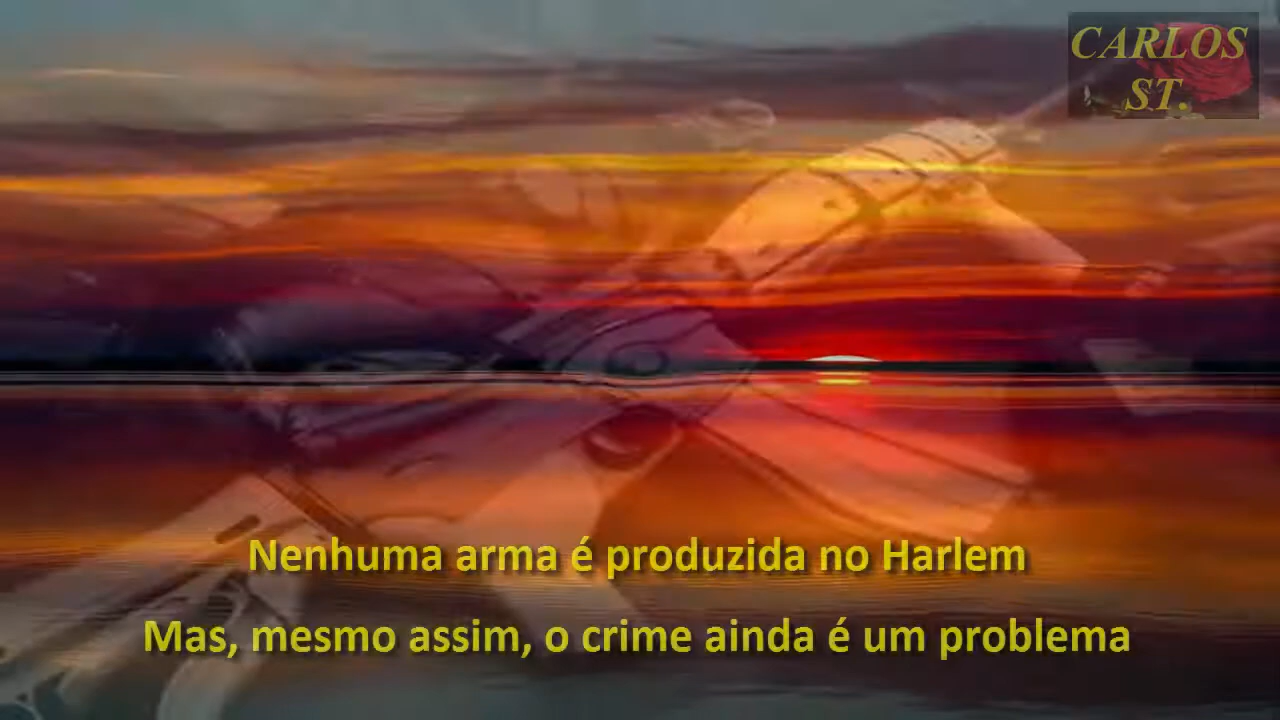 CARLOS
ST.
Nenhuma arma é produzida no Harlem
Mas, mesmo assim, o crime ainda é um problema